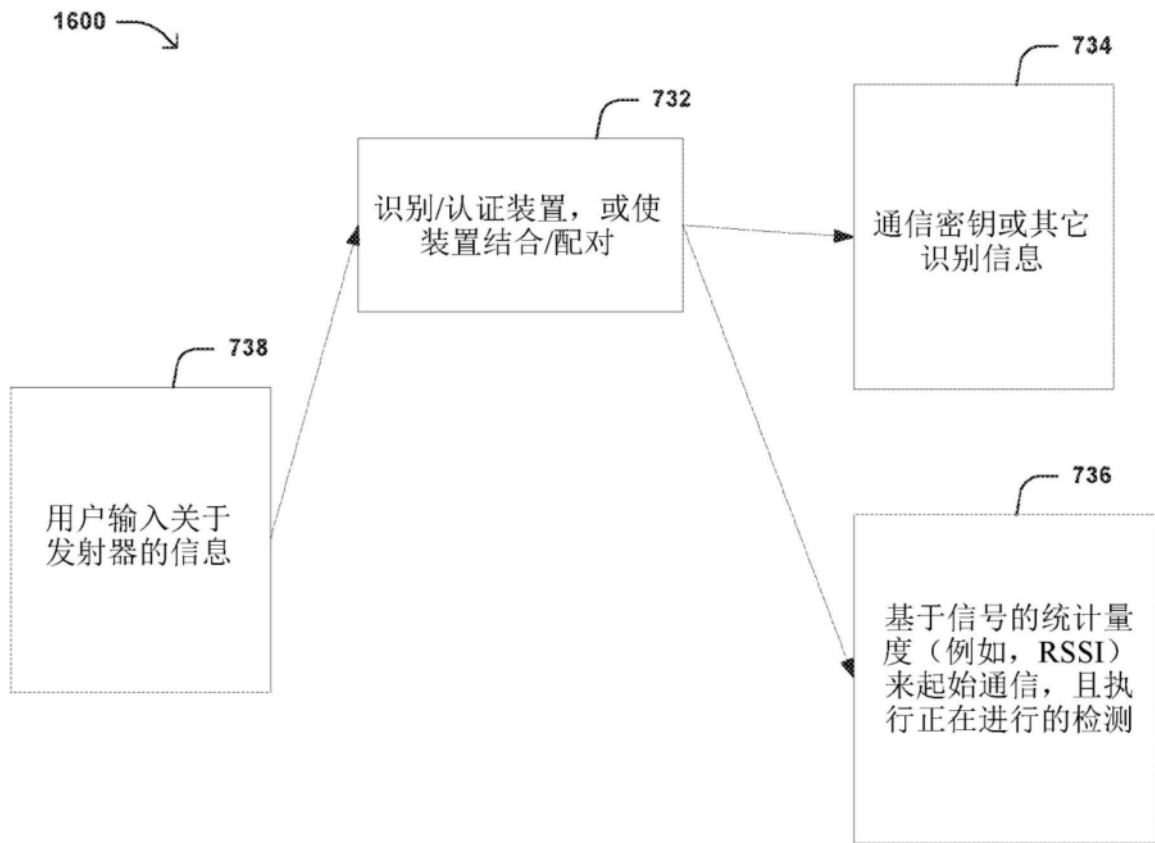 1600
734
732
识别/认证装置，或使
装置结合/配对
通信密钥或其它
识别信息
738
用户输入关于
发射器的信息
736
基于信号的统计量
度（例如，RSSI）
来起始通信，且执
行正在进行的检测